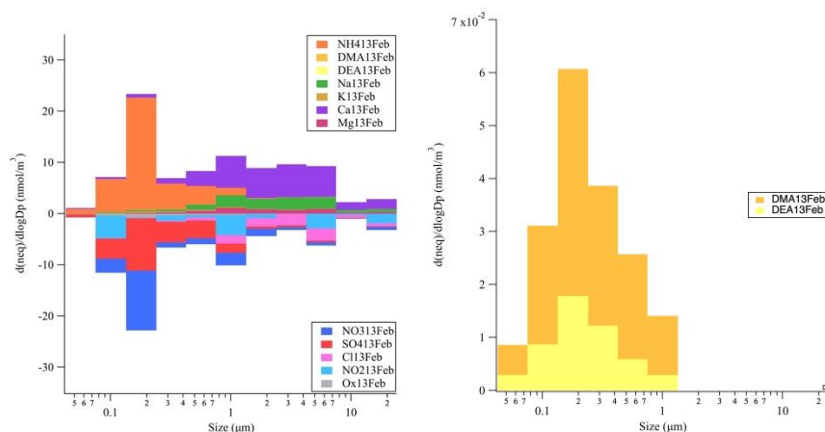 d(neq)/dlogDp (nmol/m³)
30
20
10
0
-10
-20
-30
NH413Feb
DMA13Feb
DEA13Feb
Na13Feb
K13Feb
Ca13Feb
Mg13Feb
NO313Feb
SO413Feb
Cl13Feb
NO213Feb
Ox13Feb
5 6 7 0.1 2 3 4 5 6 7 1 2 3 4 5 6 7 10 2
Size (μm)
d(neq)/dlogDp (nmol/m³)
7 x10⁻²
6
5
4
3
2
1
0
DMA13Feb
DEA13Feb
5 6 7 0.1 2 3 4 5 6 7 1 2 3 4 5 6 7 10 2
Size (μm)